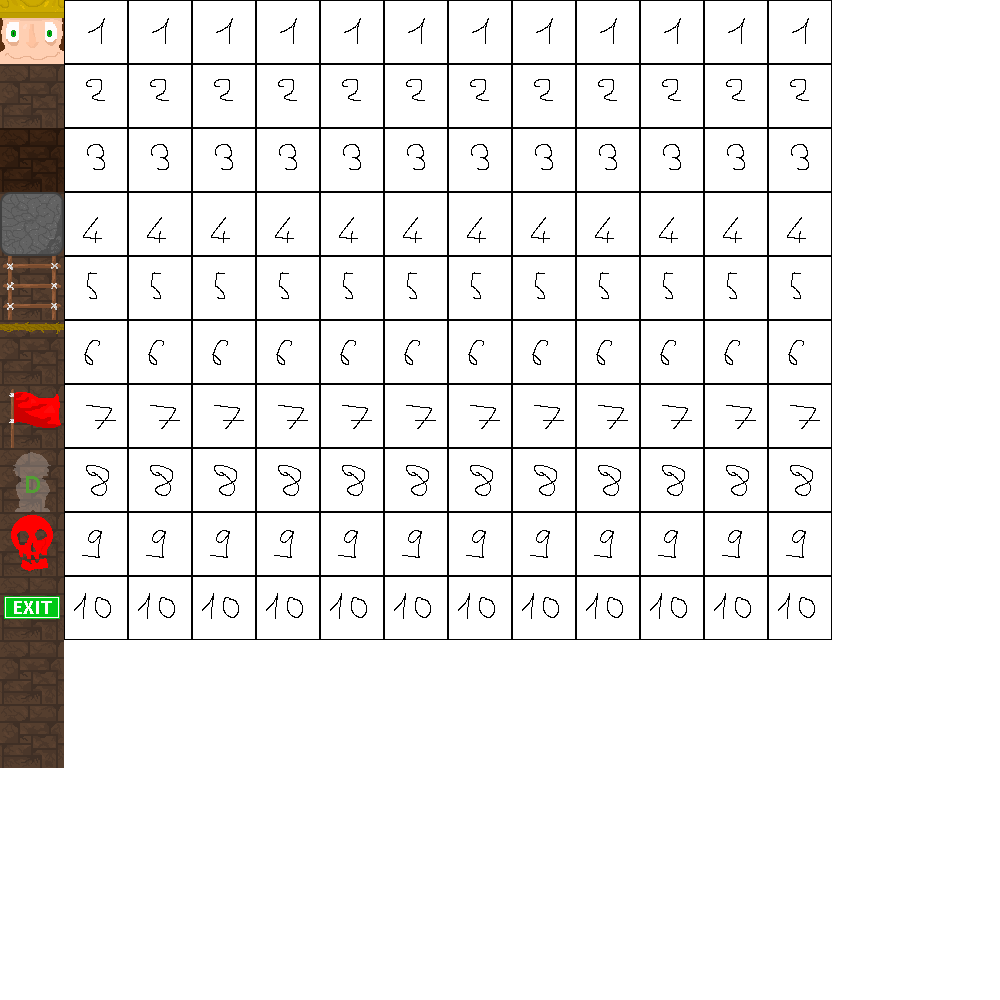 1 1 1 1 1 1 1 1 1 1 1 1
2 2 2 2 2 2 2 2 2 2 2 2
3 3 3 3 3 3 3 3 3 3 3 3
4 4 4 4 4 4 4 4 4 4 4 4
5 5 5 5 5 5 5 5 5 5 5 5
6 6 6 6 6 6 6 6 6 6 6 6
7 7 7 7 7 7 7 7 7 7 7 7
D 8 8 8 8 8 8 8 8 8 8 8 8
9 9 9 9 9 9 9 9 9 9 9 9
EXIT 10 10 10 10 10 10 10 10 10 10 10 10